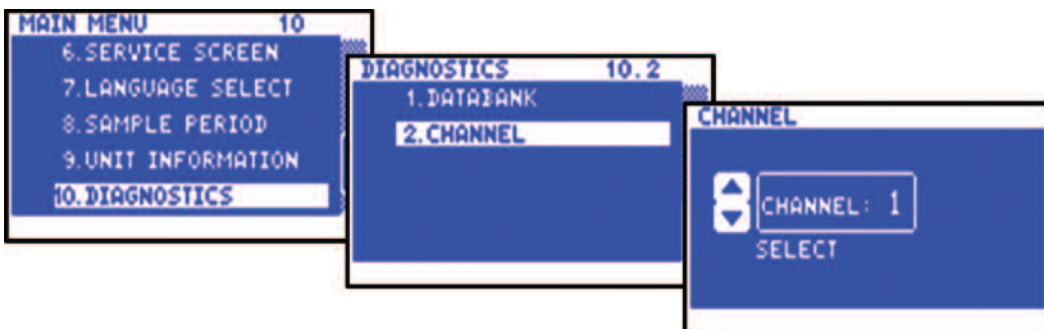 MAIN MENU 10
6.SERVICE SCREEN
7.LANGUAGE SELECT
8.SAMPLE PERIOD
9.UNIT INFORMATION
10.DIAGNOSTICS
DIAGNOSTICS 10.2
1.DATABANK
2.CHANNEL
CHANNEL
CHANNEL: 1
SELECT